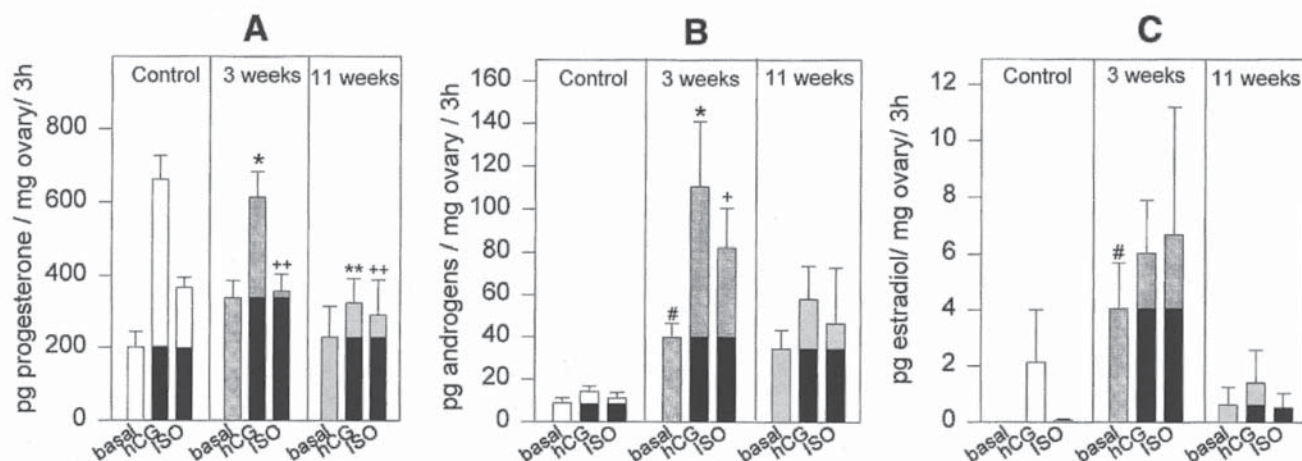 A
pg progesterone / mg ovary/ 3h
800
600
400
200
0
Control
3 weeks
11 weeks
*
++
**
++
basal
hCG
ISO
basal
hCG
ISO
basal
hCG
ISO
B
pg androgens / mg ovary / 3h
160
140
120
100
80
60
40
20
0
Control
3 weeks
11 weeks
#
*
+
basal
hCG
ISO
basal
hCG
ISO
basal
hCG
ISO
C
pg estradiol/ mg ovary/ 3h
12
10
8
6
4
2
0
Control
3 weeks
11 weeks
#
basal
hCG
ISO
basal
hCG
ISO
basal
hCG
ISO